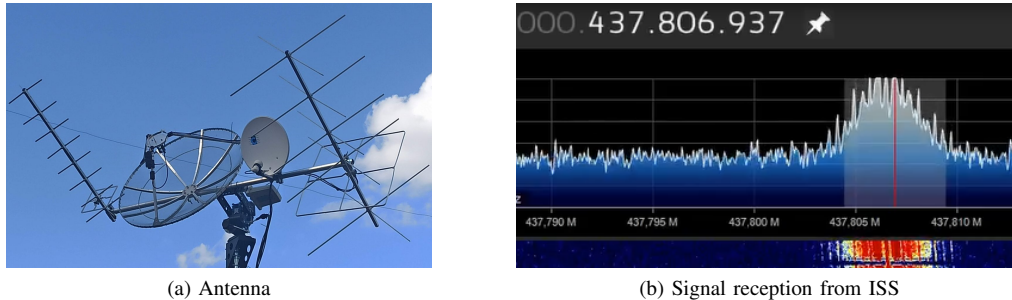 000.437.806.937
z
437,790 M 437,795 M 437,800 M 437,805 M 437,810 M
(a) Antenna
(b) Signal reception from ISS